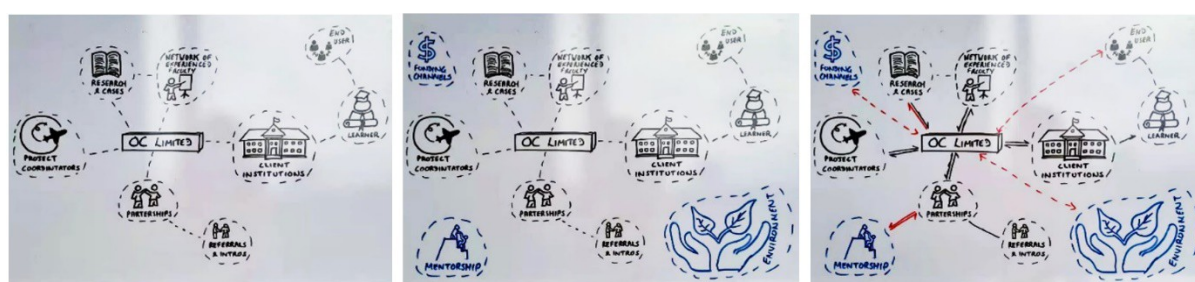 END
USER
NETWORK OF
EXPERIENCED
FACULTY
RESEARCH
& CASES
LEARNER
OC LIMITED
PROJECT
COORDINTATORS
CLIENT
INSTITUTIONS
PARTERSHIPS
REFERRALS
& INTROS
$
FUNDING
CHANNELS
END
USER
NETWORK OF
EXPERIENCED
FACULTY
RESEARCH
& CASES
LEARNER
OC LIMITED
PROJECT
COORDINTATORS
CLIENT
INSTITUTIONS
PARTERSHIPS
REFERRALS
& INTROS
MENTORSHIP
ENVIRONMENT
$
FUNDING
CHANNELS
END
USER
NETWORK OF
EXPERIENCED
FACULTY
RESEARCH
& CASES
LEARNER
OC LIMITED
PROJECT
COORDINTATORS
CLIENT
INSTITUTIONS
PARTERSHIPS
REFERRALS
& INTROS
MENTORSHIP
ENVIRONMENT